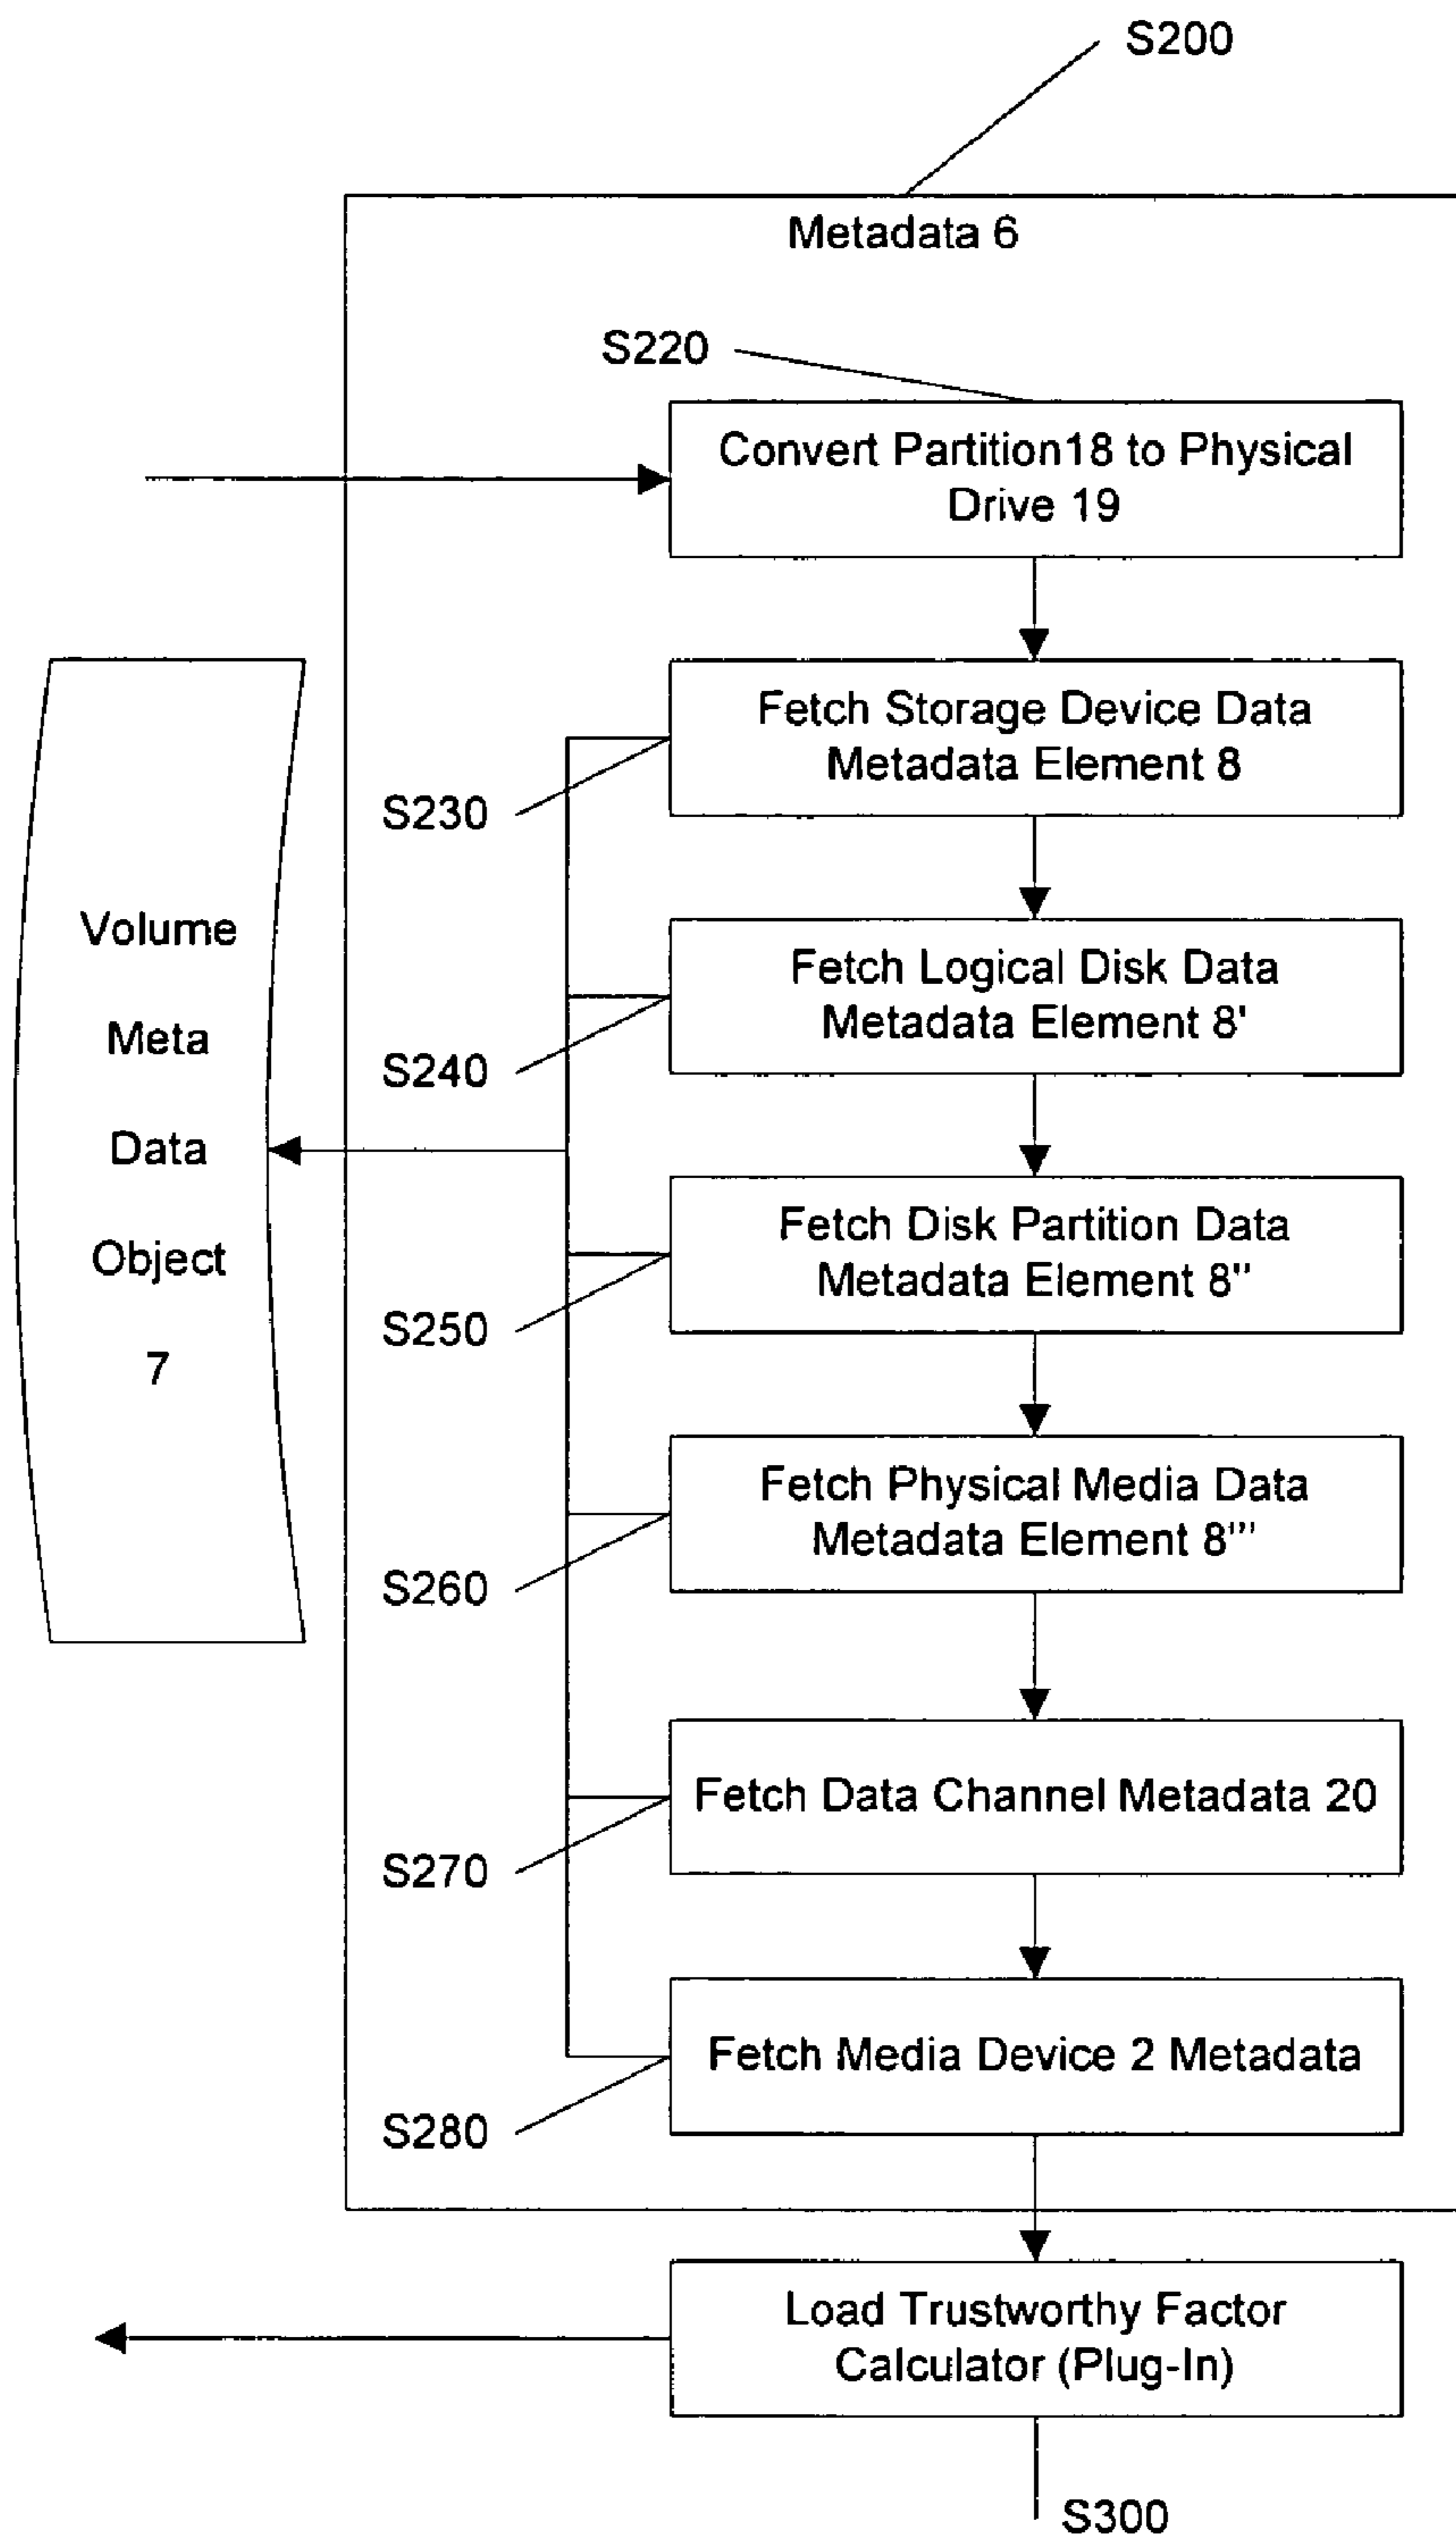 S200
Metadata 6
S220
Convert Partition18 to Physical
Drive 19
Fetch Storage Device Data
Metadata Element 8
S230
Fetch Logical Disk Data
Metadata Element 8'
S240
Fetch Disk Partition Data
Metadata Element 8"
S250
Fetch Physical Media Data
Metadata Element 8'"
S260
Fetch Data Channel Metadata 20
S270
Fetch Media Device 2 Metadata
S280
Volume
Meta
Data
Object
7
Load Trustworthy Factor
Calculator (Plug-In)
S300